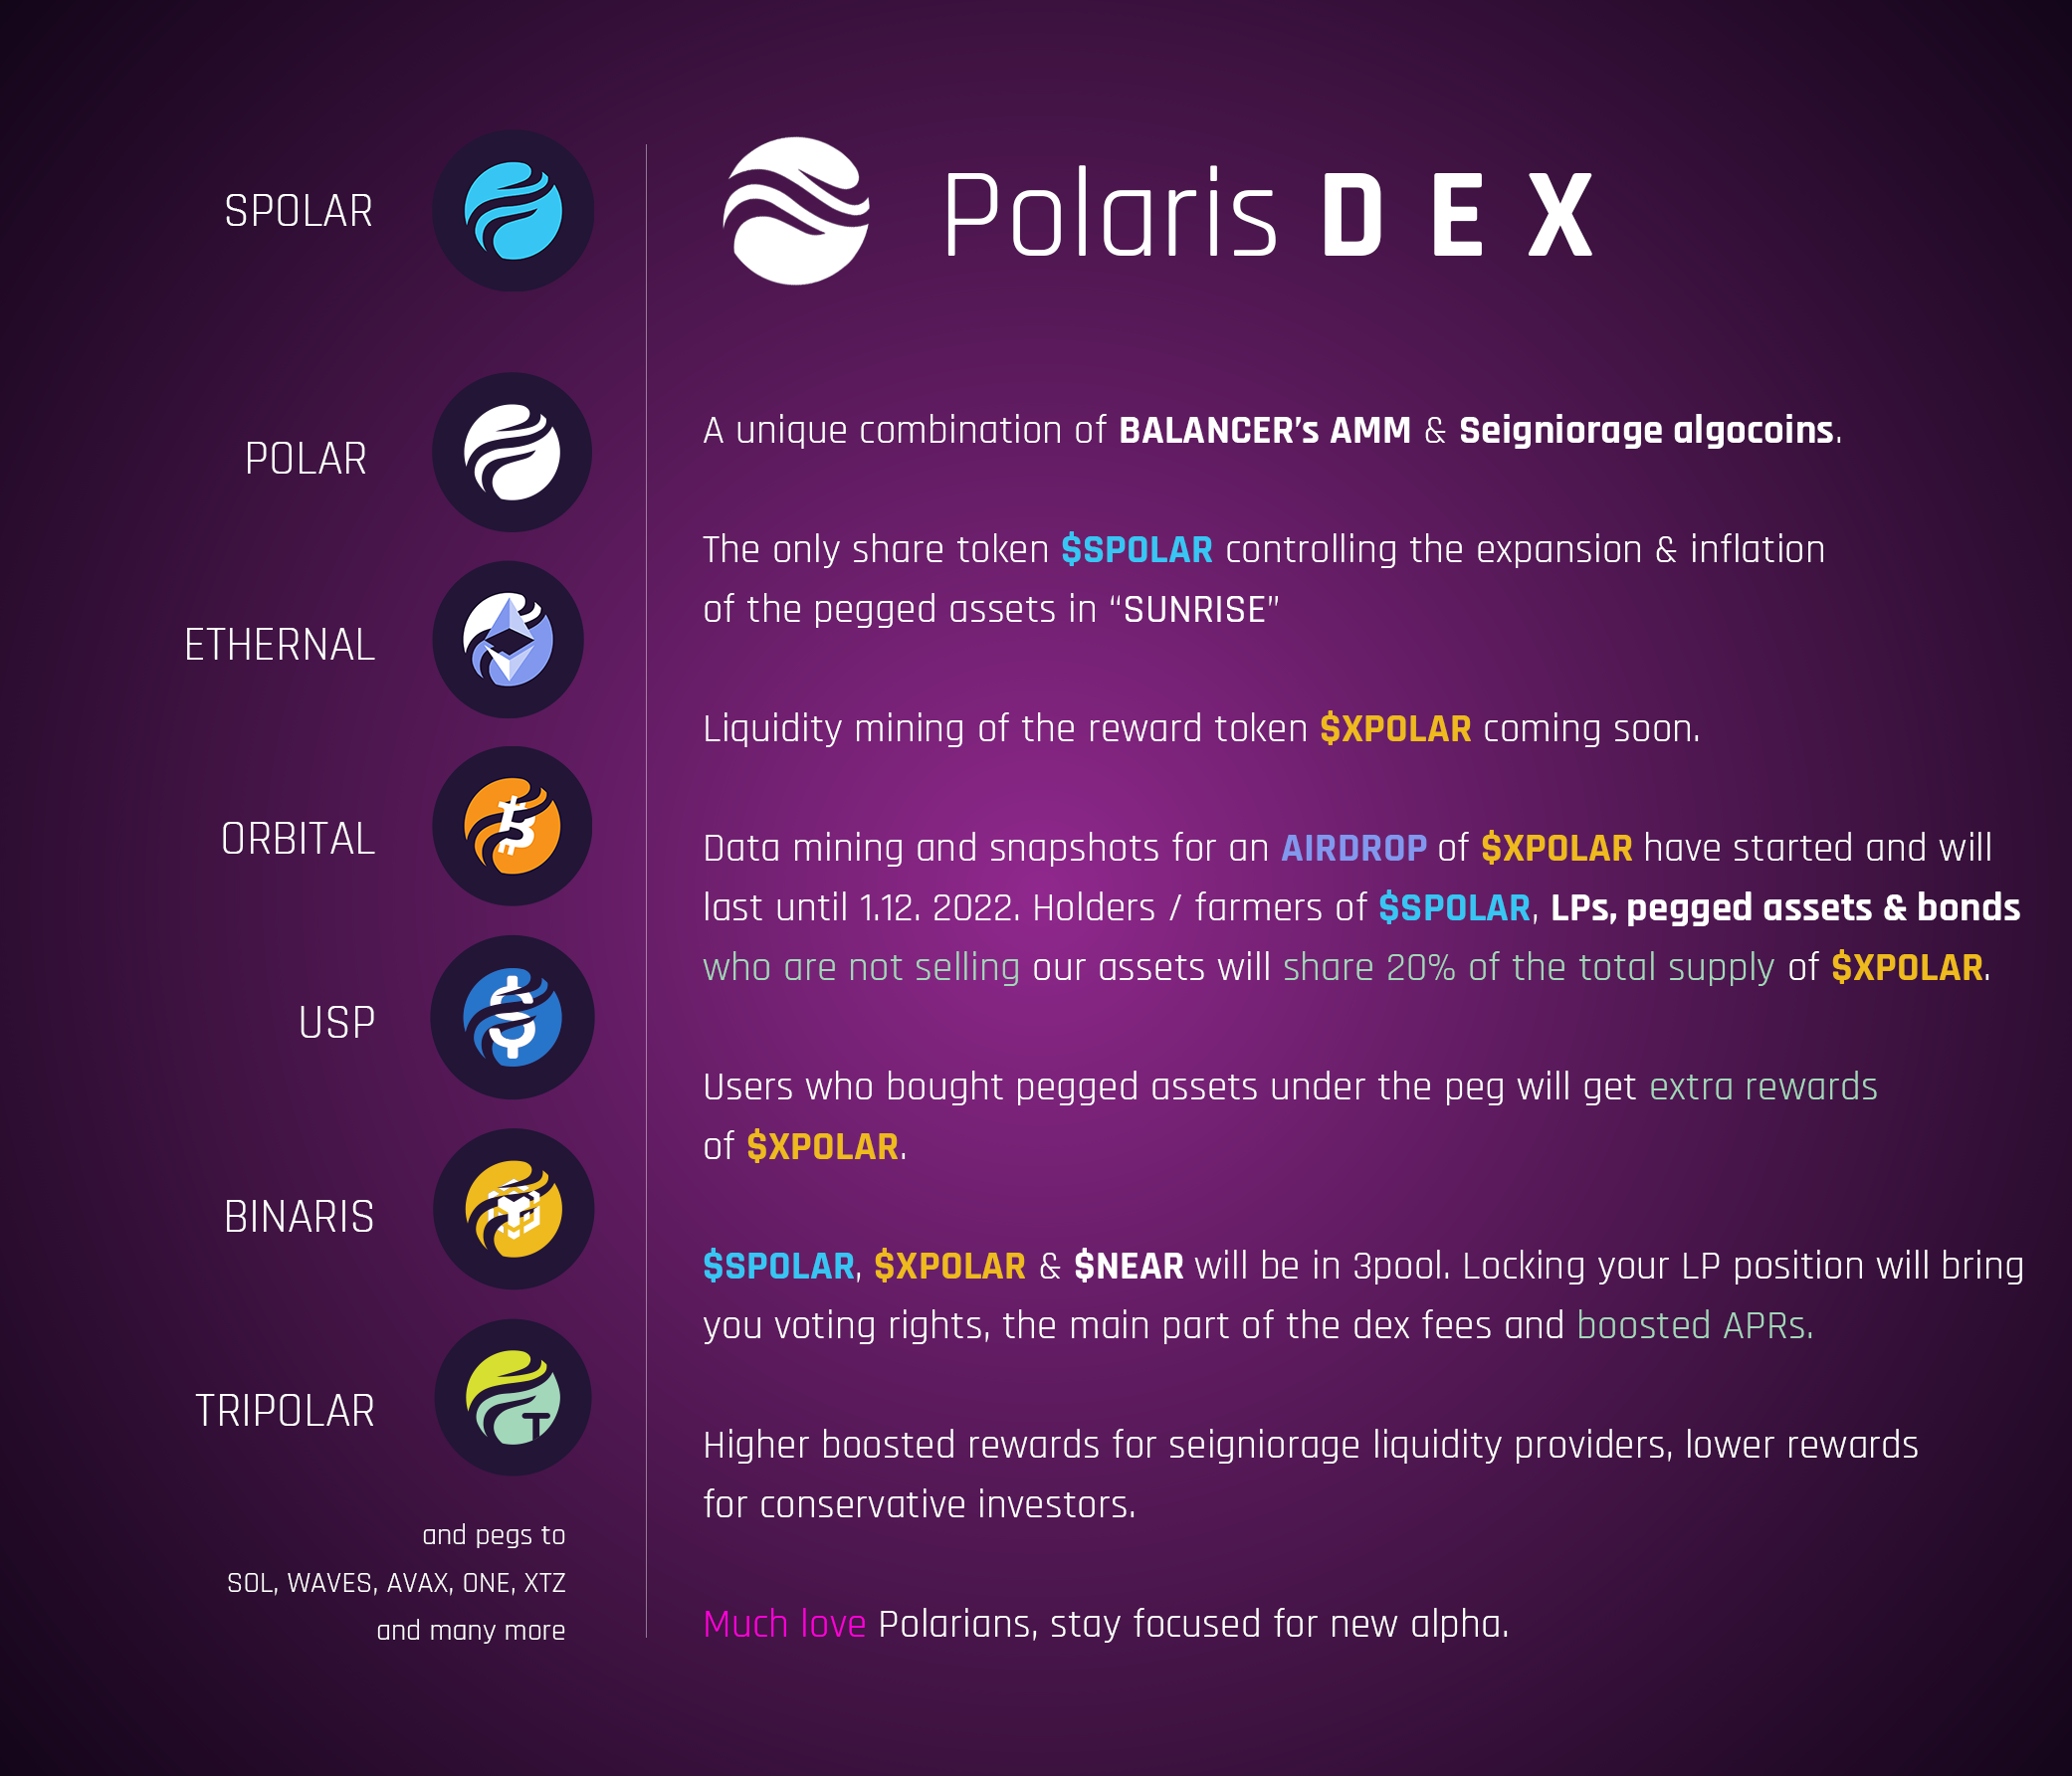 SPOLAR
POLAR
ETHERNAL
ORBITAL
USP
BINARIS
TRIPOLAR
and pegs to
SOL, WAVES, AVAX, ONE, XTZ
and many more
Polaris DEX
A unique combination of BALANCER's AMM & Seigniorage algocoins.
The only share token $SPOLAR controlling the expansion & inflation
of the pegged assets in “SUNRISE”
Liquidity mining of the reward token $XPOLAR coming soon.
Data mining and snapshots for an AIRDROP of $XPOLAR have started and will
last until 1.12. 2022. Holders / farmers of $SPOLAR, LPs, pegged assets & bonds
who are not selling our assets will share 20% of the total supply of $XPOLAR.
Users who bought pegged assets under the peg will get extra rewards
of $XPOLAR.
$SPOLAR, $XPOLAR & $NEAR will be in 3pool. Locking your LP position will bring
you voting rights, the main part of the dex fees and boosted APRs.
Higher boosted rewards for seigniorage liquidity providers, lower rewards
for conservative investors.
Much love Polarians, stay focused for new alpha.